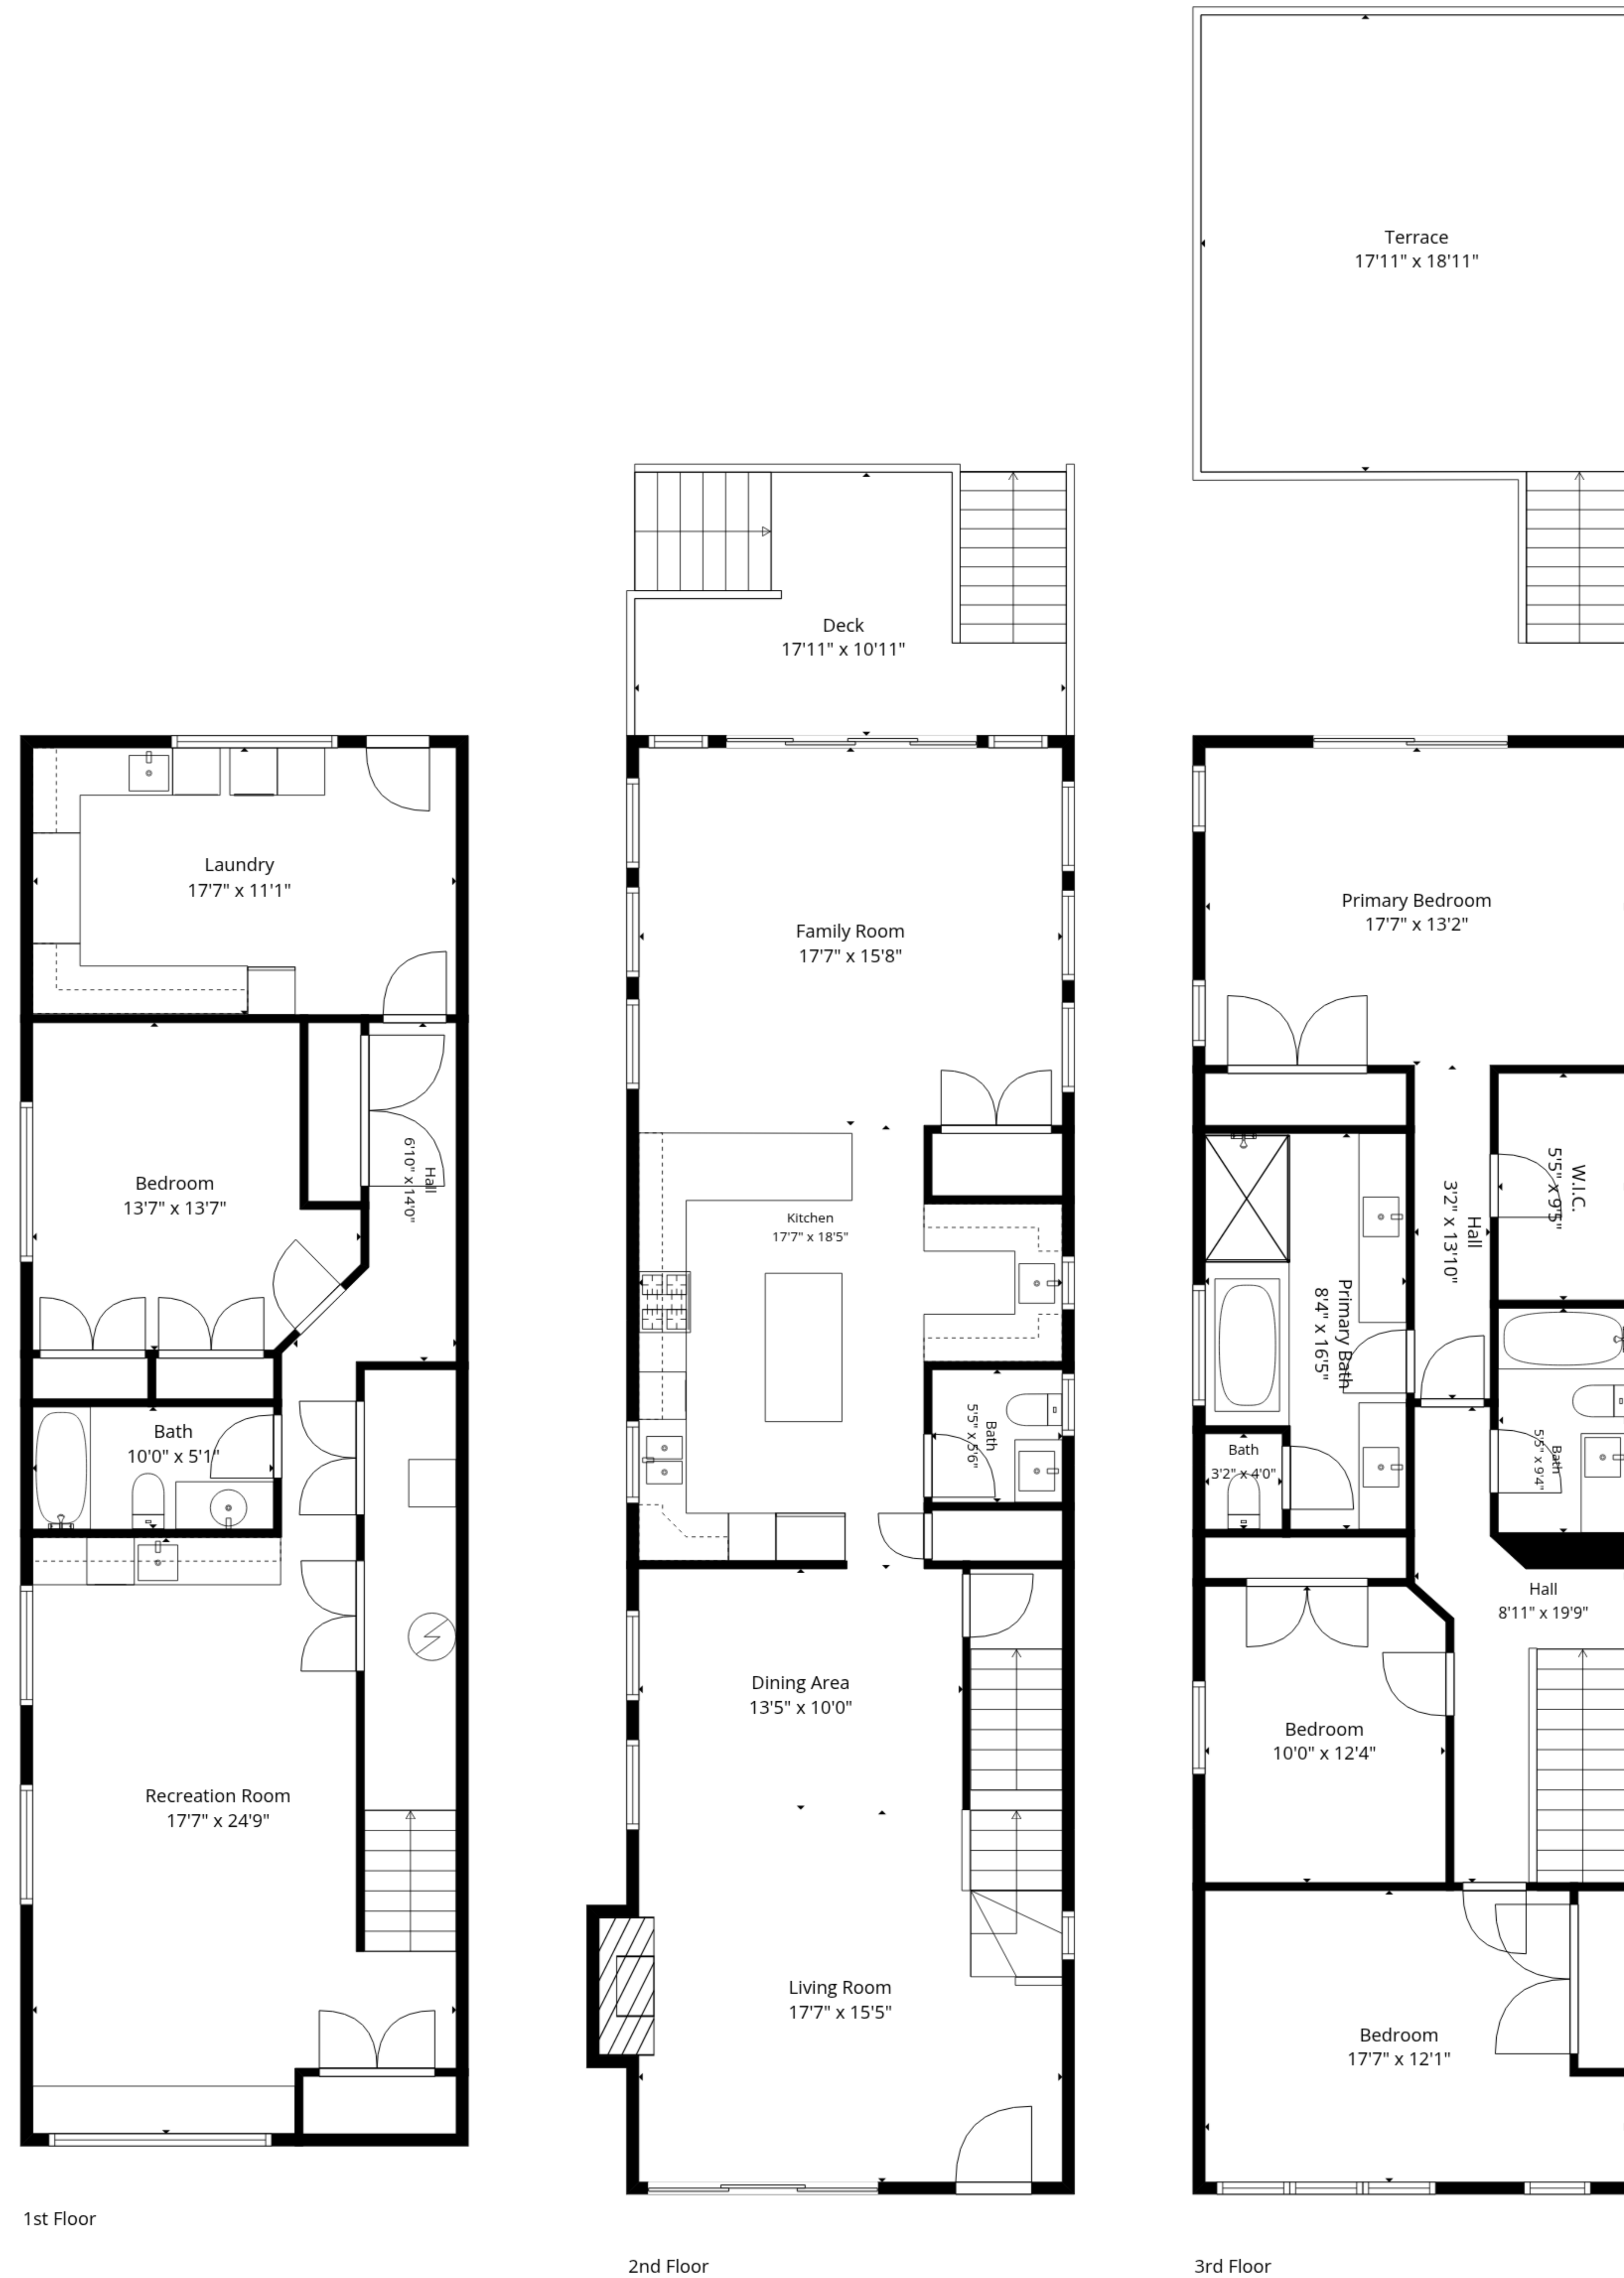 Terrace
17'11" x 18'11"
Deck
17'11" x 10'11"
Laundry
17'7" x 11'1"
Family Room
17'7" x 15'8"
Primary Bedroom
17'7" x 13'2"
Bedroom
13'7" x 13'7"
Hall
6'10" x 14'0"
Kitchen
17'7" x 18'5"
W.I.C.
5'5" x 9'5"
Hall
3'2" x 13'10"
Primary Bath
8'4" x 16'5"
Bath
10'0" x 5'1"
Bath
5'5" x 5'6"
Bath
3'2" x 4'0"
Bath
5'5" x 9'4"
Hall
8'11" x 19'9"
Dining Area
13'5" x 10'0"
Bedroom
10'0" x 12'4"
Recreation Room
17'7" x 24'9"
Living Room
17'7" x 15'5"
Bedroom
17'7" x 12'1"
1st Floor
2nd Floor
3rd Floor